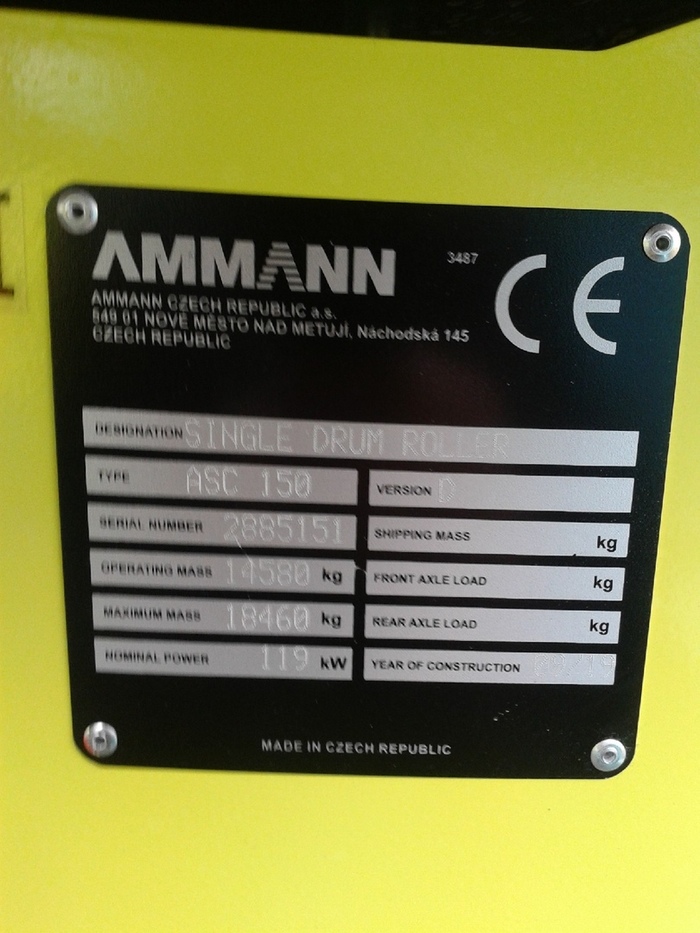 AMMANN
3487
CE
AMMANN CZECH REPUBLIC a.s.
549 01 NOVÉ MĚSTO NAD METUJÍ, Náchodská 145
CZECH REPUBLIC
DESIGNATION SINGLE DRUM ROLLER
TYPE ASC 150
VERSION D
SERIAL NUMBER 2885151
SHIPPING MASS kg
OPERATING MASS 14580 kg
FRONT AXLE LOAD kg
MAXIMUM MASS 18460 kg
REAR AXLE LOAD kg
NOMINAL POWER 119 kW
YEAR OF CONSTRUCTION
MADE IN CZECH REPUBLIC